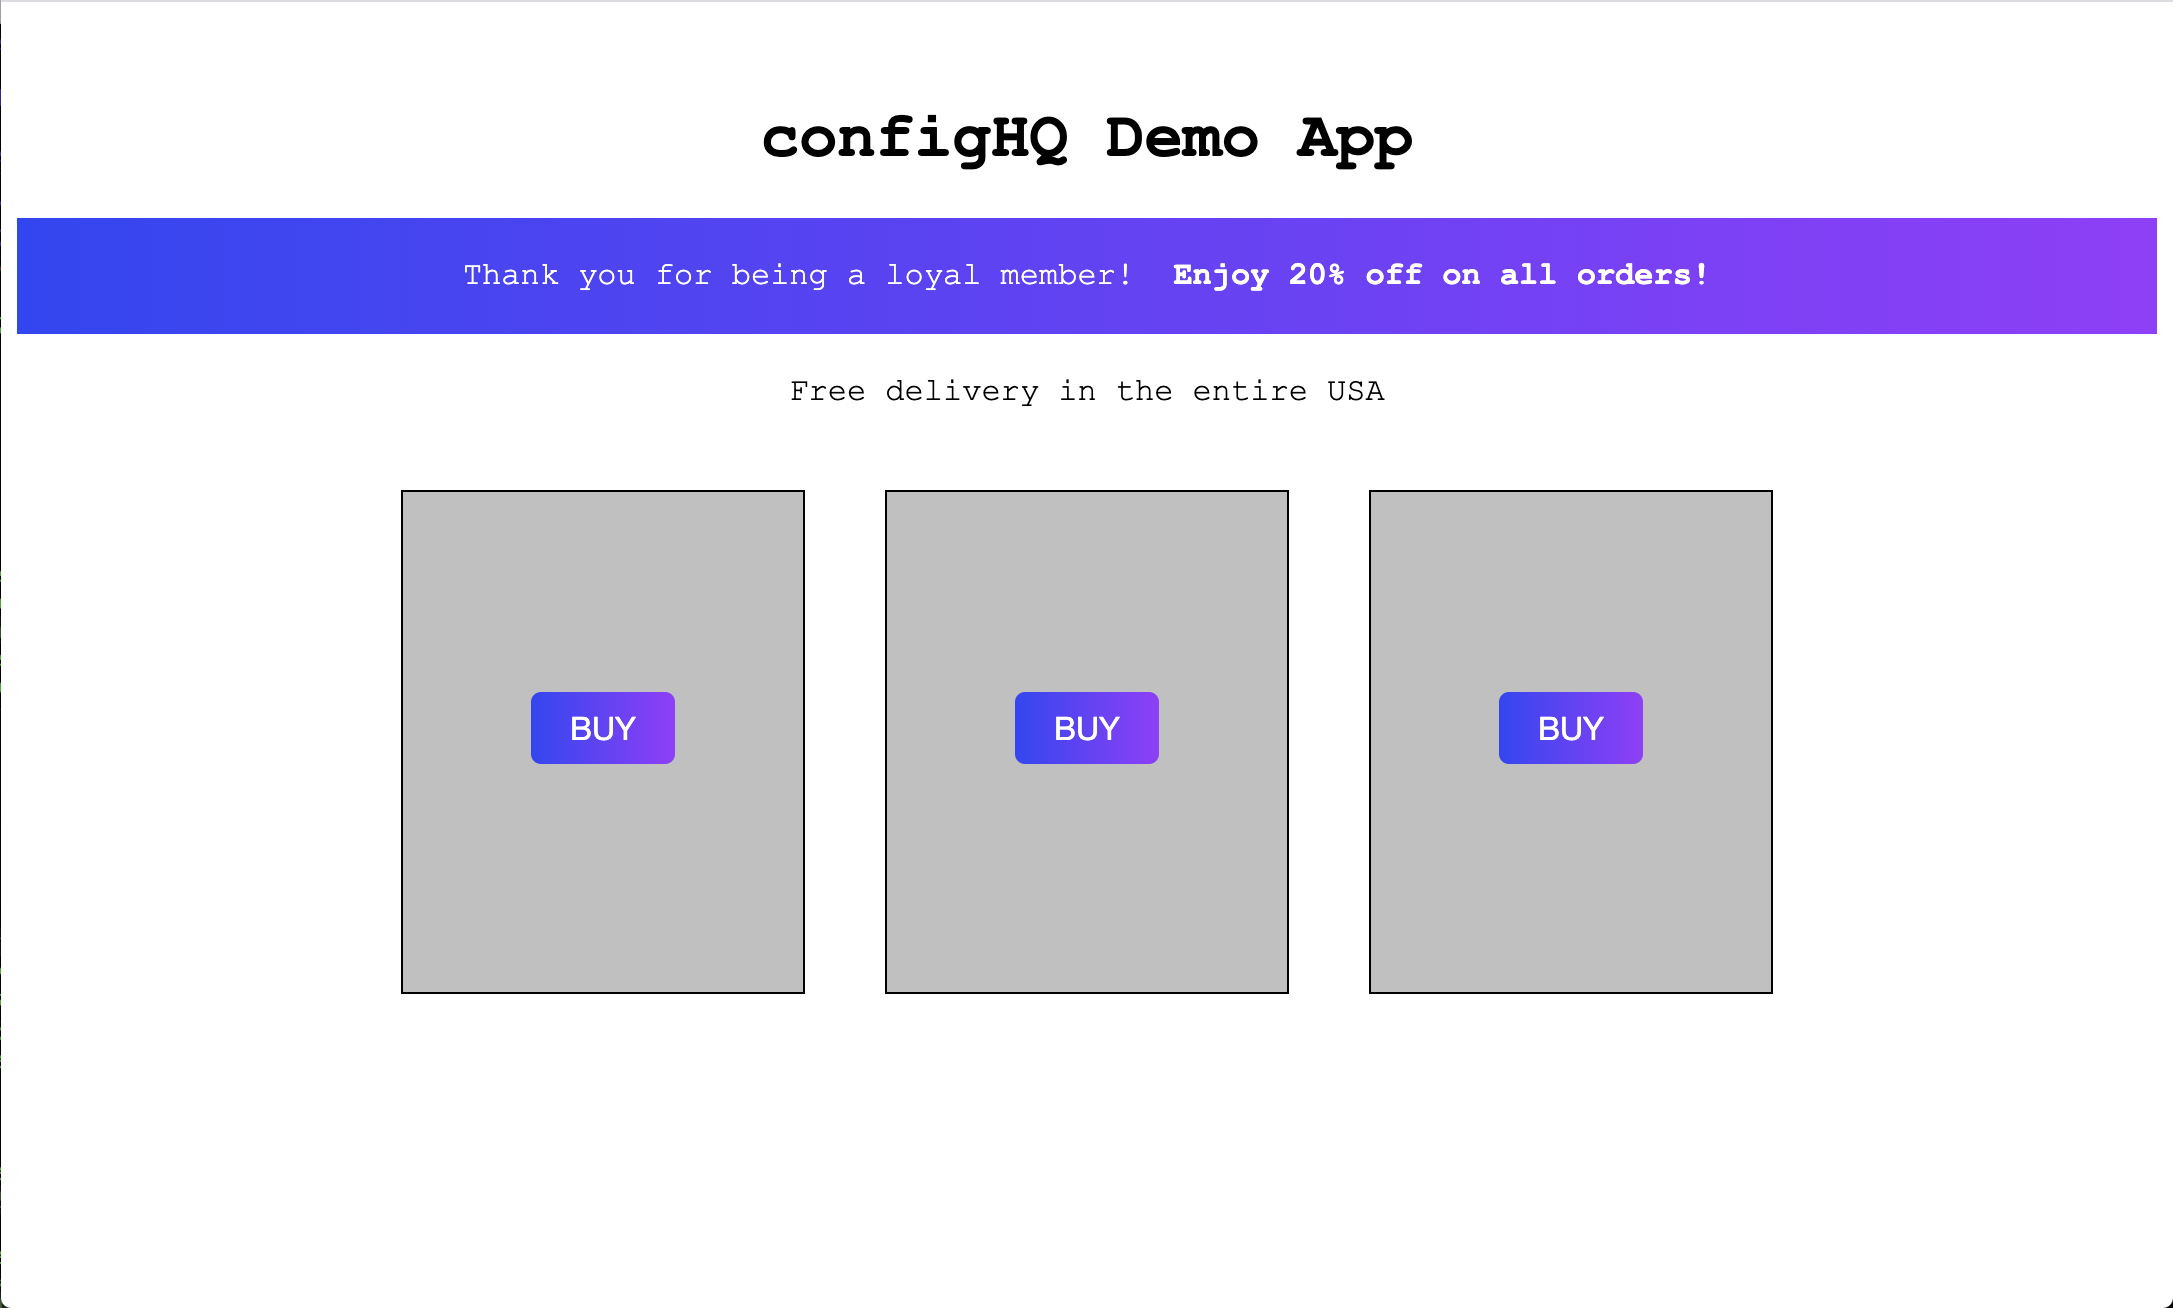 configHQ Demo App
Thank you for being a loyal member! Enjoy 20% off on all orders!
Free delivery in the entire USA
BUY
BUY
BUY